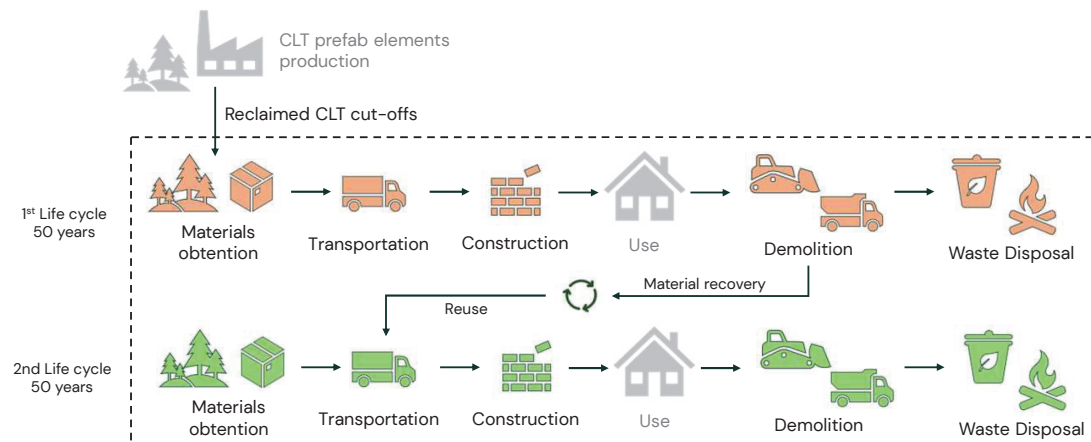 CLT prefab elements
production
Reclaimed CLT cut-offs
1st Life cycle
50 years
Materials
obtention
Transportation
Construction
Use
Demolition
Waste Disposal
Material recovery
Reuse
2nd Life cycle
50 years
Materials
obtention
Transportation
Construction
Use
Demolition
Waste Disposal